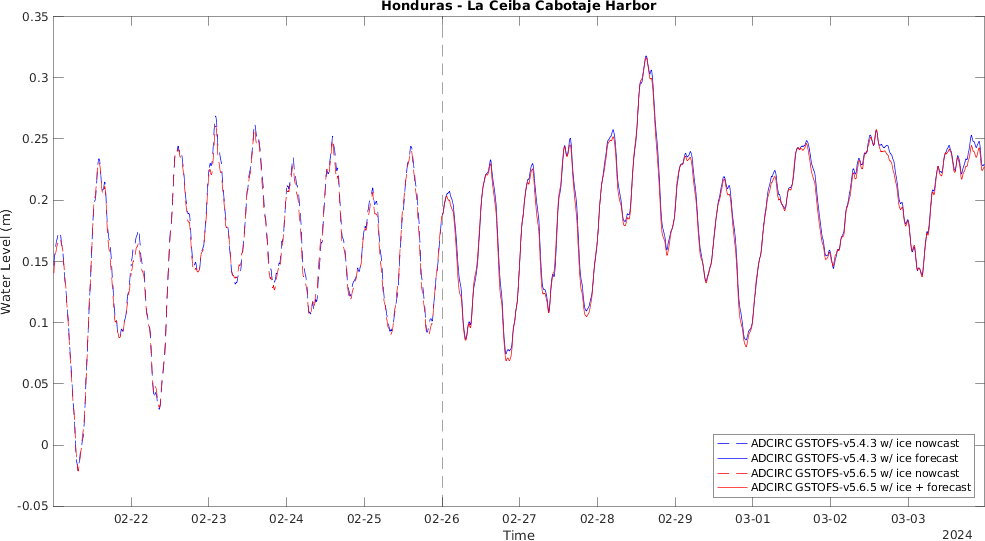 Honduras - La Ceiba Cabotaje Harbor
0.35
0.3
0.25
0.2
0.15
0.1
0.05
0
-0.05
Water Level (m)
ADCIRC GSTOFS-v5.4.3 w/ ice nowcast
ADCIRC GSTOFS-v5.4.3 w/ ice forecast
ADCIRC GSTOFS-v5.6.5 w/ ice nowcast
ADCIRC GSTOFS-v5.6.5 w/ ice + forecast
02-22 02-23 02-24 02-25 02-26 02-27 02-28 02-29 03-01 03-02 03-03
Time
2024